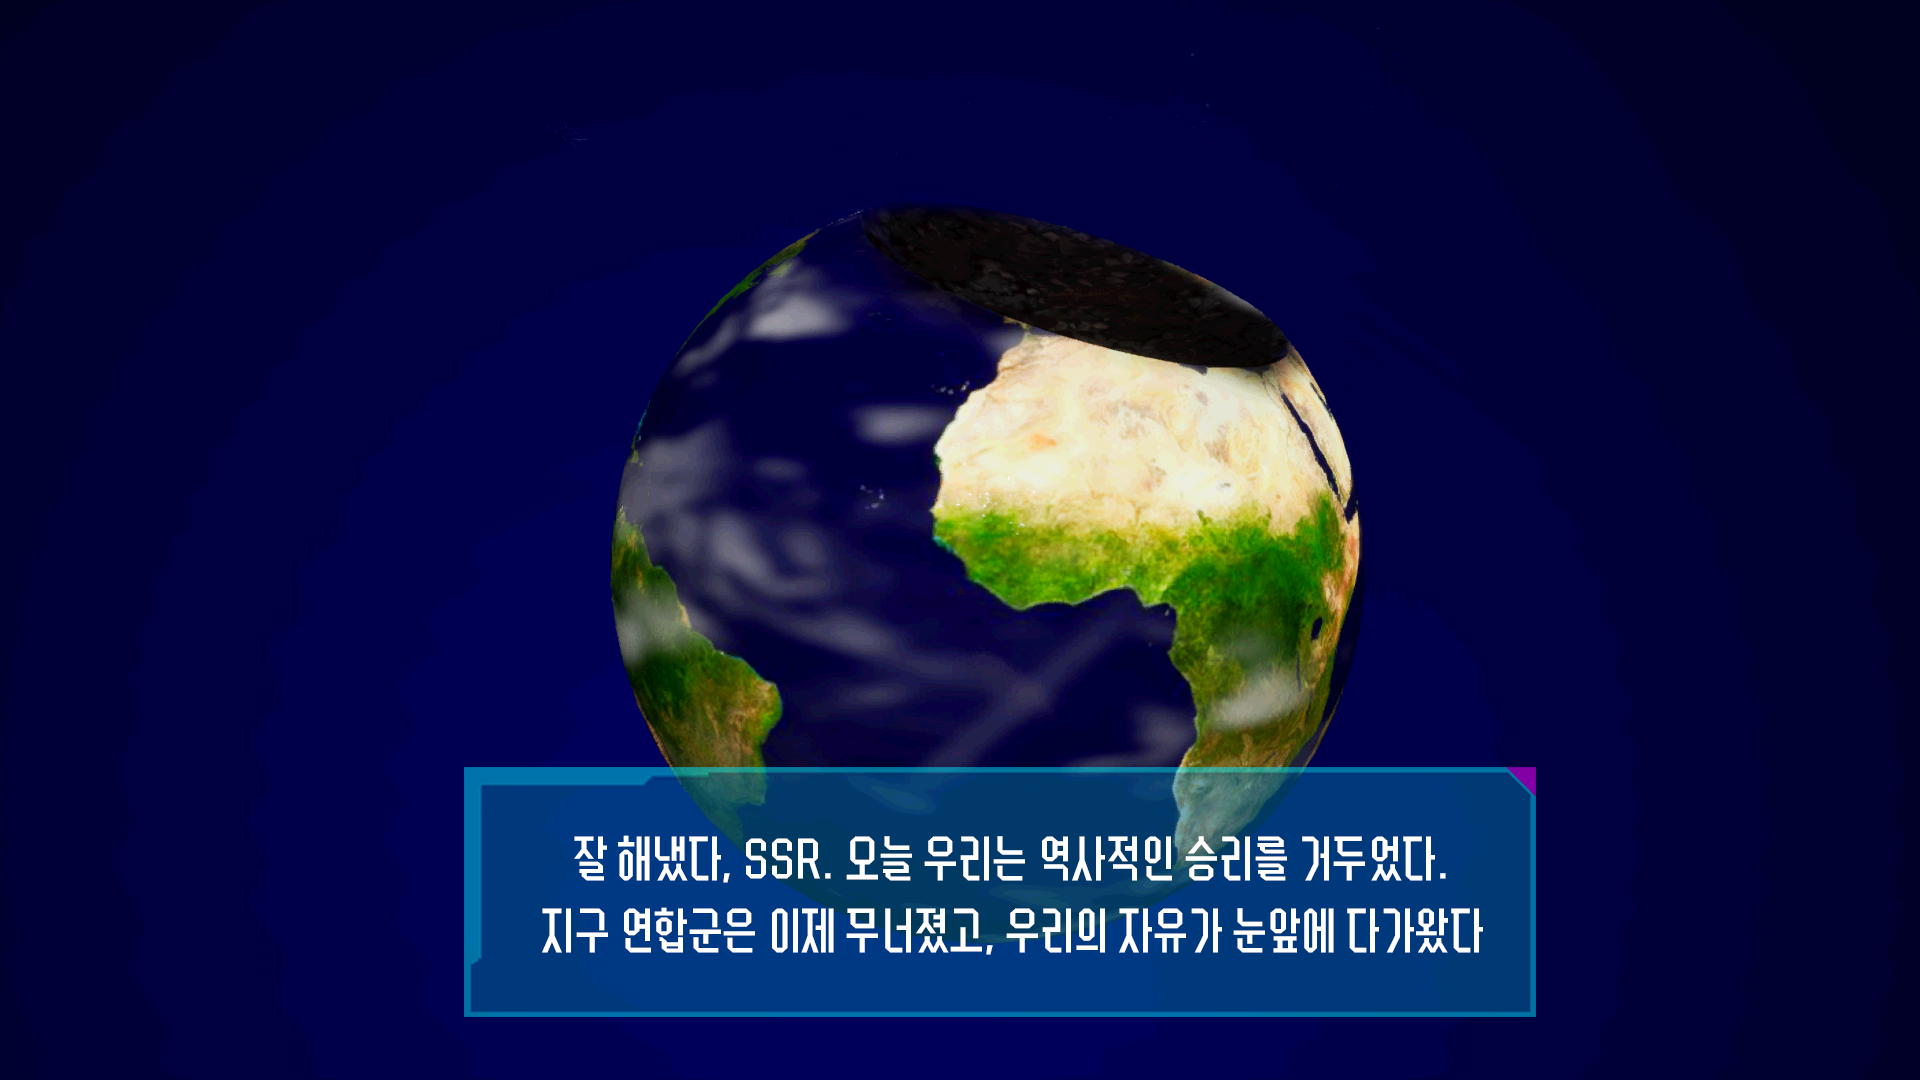 잘 해냈다, SSR. 오늘 우리는 역사적인 승리를 거두었다.
지구 연합군은 이제 무너졌고, 우리의 자유가 눈앞에 다가왔다